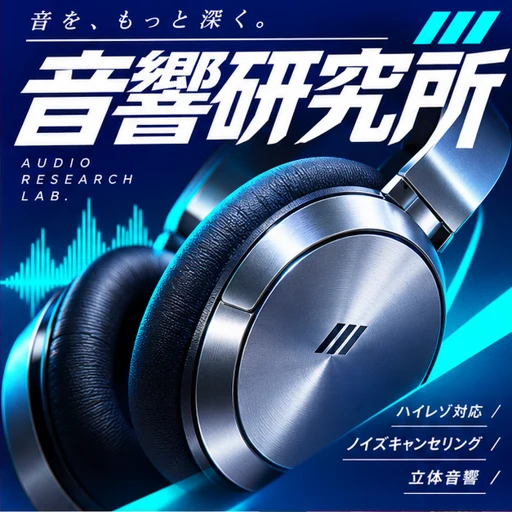 音を、もっと深く。
音響研究所
AUDIO
RESEARCH
LAB.
ハイレゾ対応 /
ノイズキャンセリング /
立体音響 /